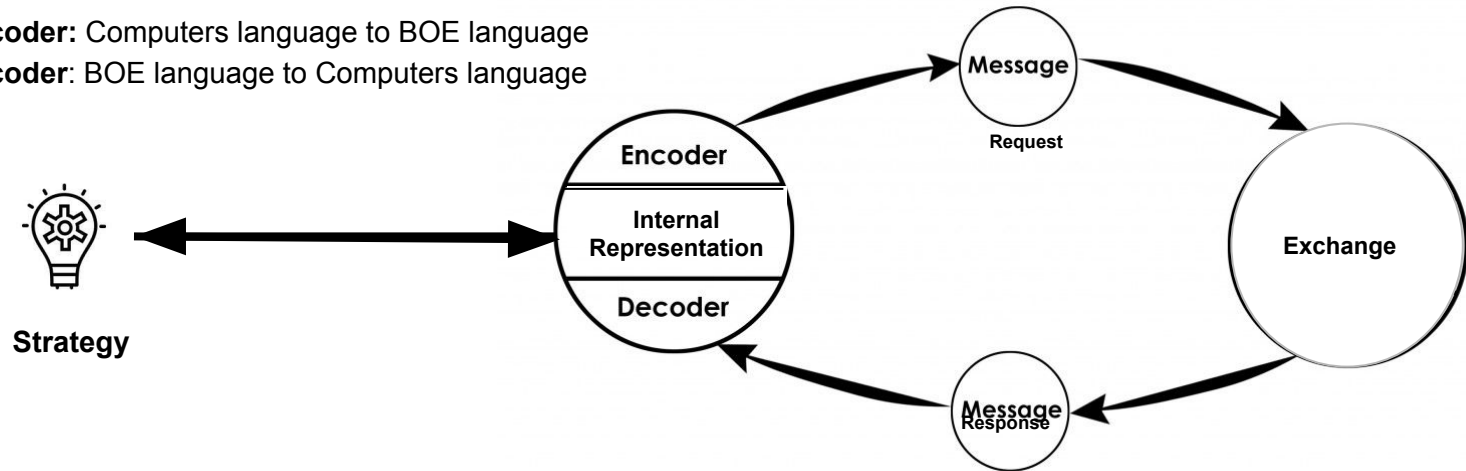 coder: Computers language to BOE language
coder: BOE language to Computers language
Message
Request
Encoder
Internal
Representation
Decoder
Exchange
Strategy
Message
Response